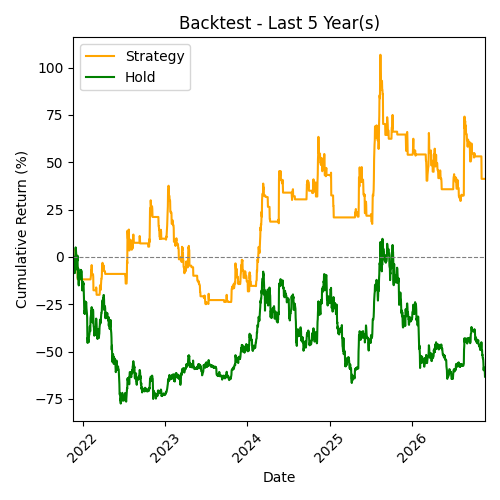 Backtest - Last 5 Year(s)
Strategy
Hold
Cumulative Return (%)
100
75
50
25
0
−25
−50
−75
2022
2023
2024
2025
2026
Date